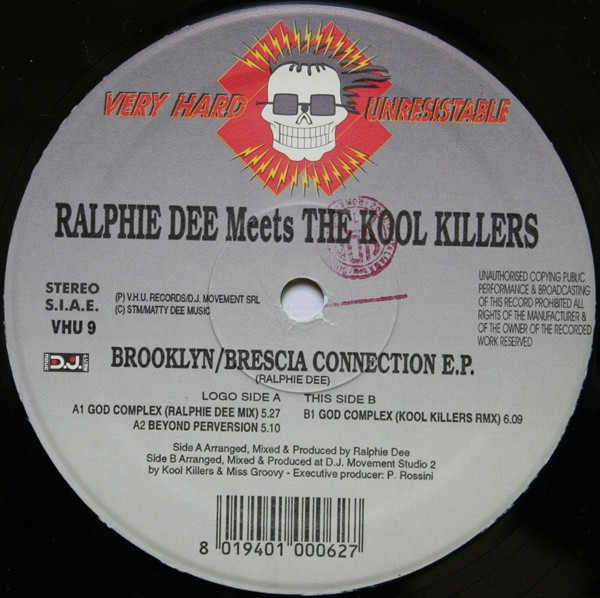 VERY HARD UNRESISTABLE
RALPHIE DEE Meets THE KOOL KILLERS
STEREO
S.I.A.E.
VHU 9
(P) V.H.U. RECORDS/D.J. MOVEMENT SRL
(C) STM/MATTY DEE MUSIC
UNAUTHORISED COPYING PUBLIC
PERFORMANCE & BROADCASTING
OF THIS RECORD PROHIBITED ALL
RIGHTS OF THE MANUFACTURER &
OF THE OWNER OF THE RECORDED
WORK RESERVED
D.J.
BROOKLYN/BRESCIA CONNECTION E.P.
(RALPHIE DEE)
LOGO SIDE A
A1 GOD COMPLEX (RALPHIE DEE MIX) 5.27
A2 BEYOND PERVERSION 5.10
THIS SIDE B
B1 GOD COMPLEX (KOOL KILLERS RMX) 6.09
Side A Arranged, Mixed & Produced by Ralphie Dee
Side B Arranged, Mixed & Produced at D.J. Movement Studio 2
by Kool Killers & Miss Groovy - Executive producer: P. Rossini
8 019401 000627